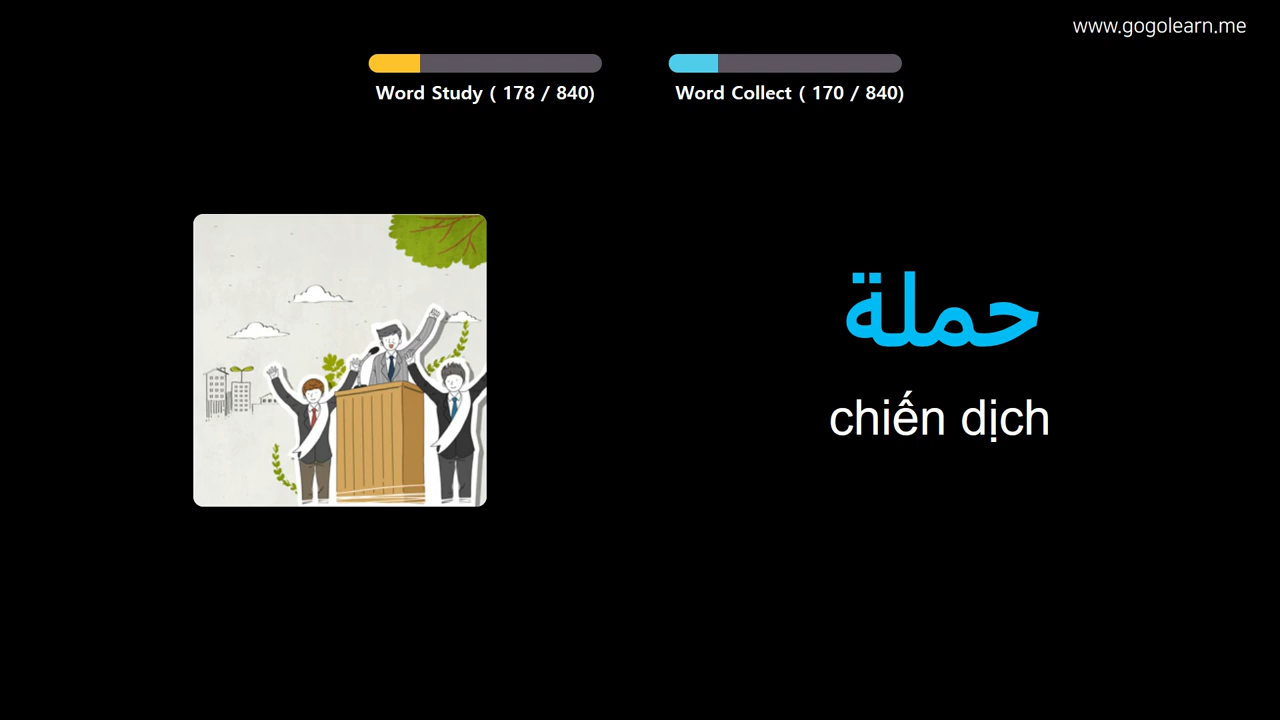 www.gogolearn.me
Word Study ( 178 / 840)
Word Collect ( 170 / 840)
حملة
chiến dịch